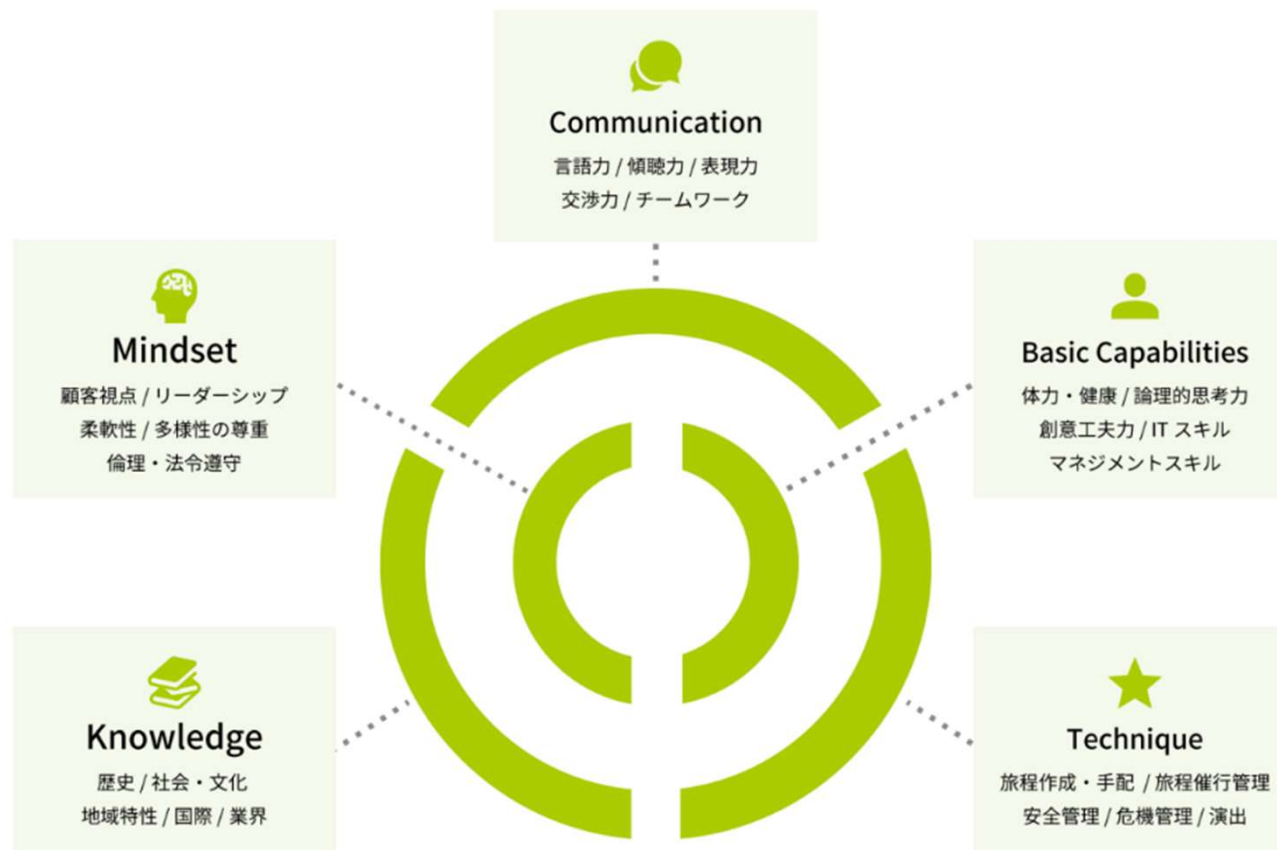 Communication
言語力 / 傾聴力 / 表現力
交渉力 / チームワーク
Mindset
顧客視点 / リーダーシップ
柔軟性 / 多様性の尊重
倫理・法令遵守
Basic Capabilities
体力・健康 / 論理的思考力
創意工夫力 / IT スキル
マネジメントスキル
Knowledge
歴史 / 社会・文化
地域特性 / 国際 / 業界
Technique
旅程作成・手配 / 旅程催行管理
安全管理 / 危機管理 / 演出